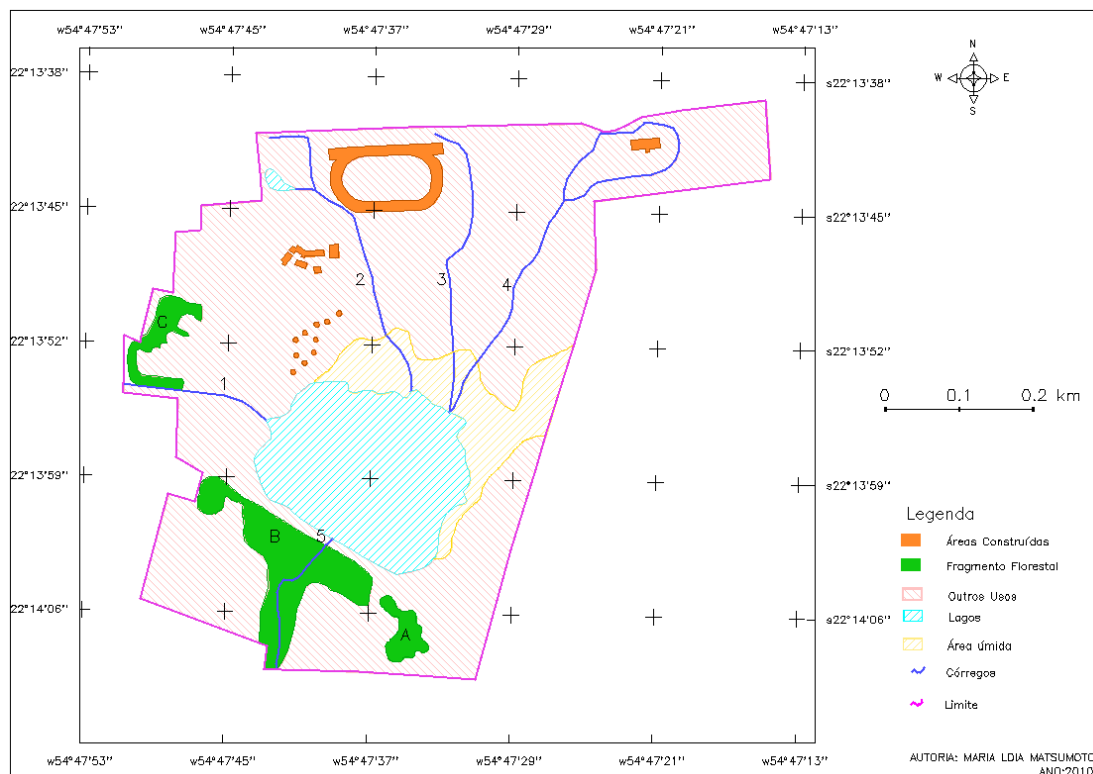 w54°47'53'' w54°47'45'' w54°47'37'' w54°47'29'' w54°47'21'' w54°47'13''
22°13'38'' s22°13'38''
N
W E
S
22°13'45'' s22°13'45''
2 3 4
22°13'52'' s22°13'52''
C
1
0 0.1 0.2 km
22°13'59'' s22°13'59''
B 5
A
22°14'06'' s22°14'06''
Legenda
Áreas Construídas
Fragmento Florestal
Outros Usos
Lagos
Área úmida
Córregos
Limite
w54°47'53'' w54°47'45'' w54°47'37'' w54°47'29'' w54°47'21'' w54°47'13''
AUTORIA: MARIA LDIA MATSUMOTO
ANO:2010